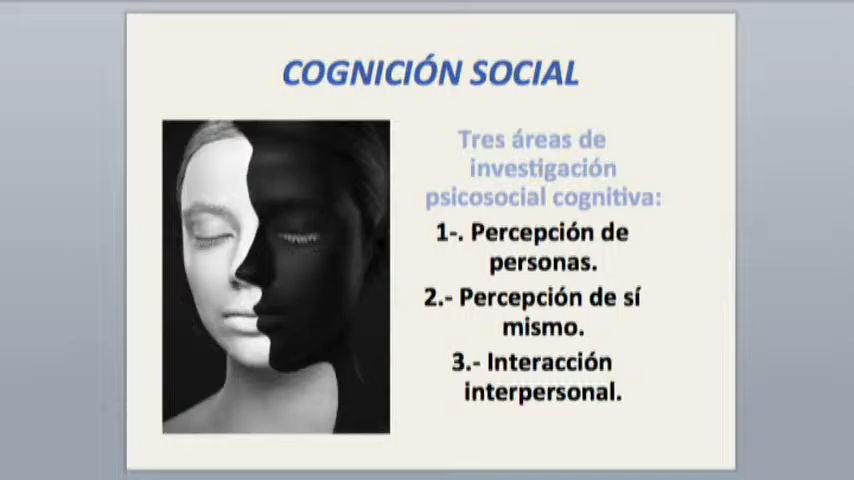 COGNICIÓN SOCIAL
Tres áreas de
investigación
psicosocial cognitiva:
1-. Percepción de
personas.
2.- Percepción de sí
mismo.
3.- Interacción
interpersonal.